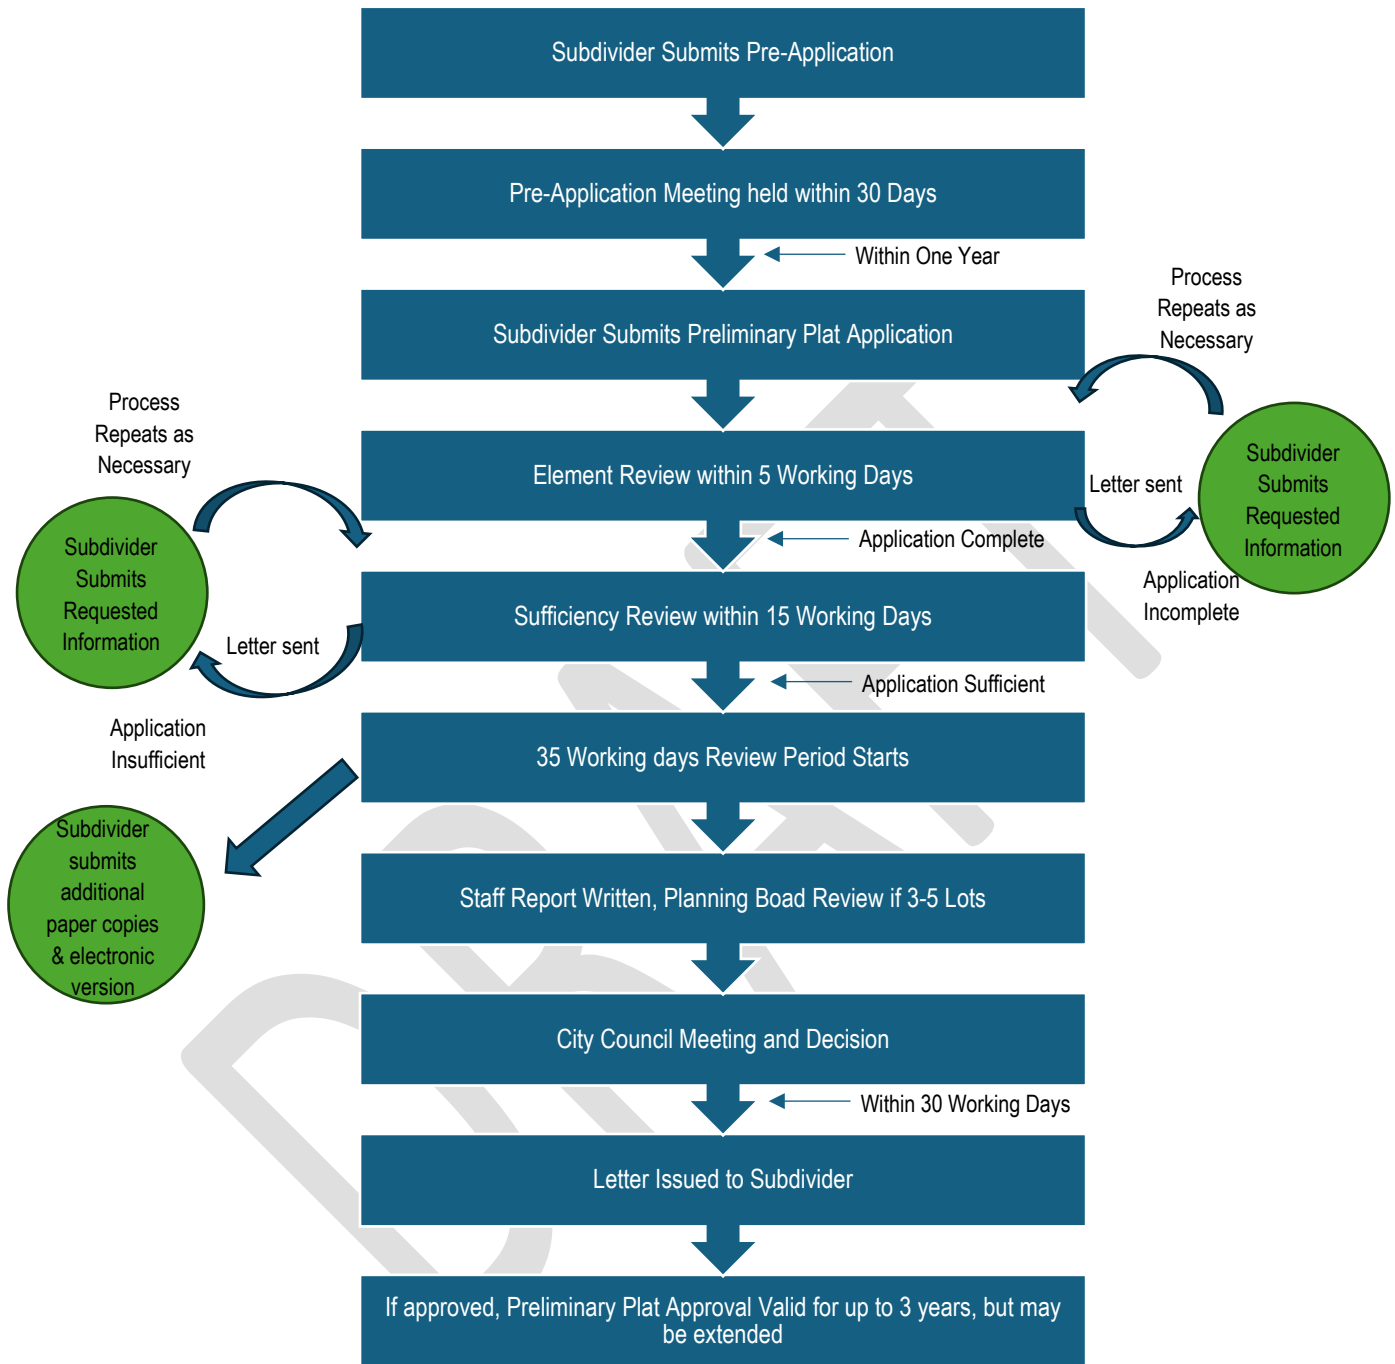 Subdivider Submits Pre-Application
Pre-Application Meeting held within 30 Days
Within One Year
Subdivider Submits Preliminary Plat Application
Process
Repeats as
Necessary
Subdivider
Submits
Requested
Information
Letter sent
Application
Incomplete
Element Review within 5 Working Days
Application Complete
Process
Repeats as
Necessary
Subdivider
Submits
Requested
Information
Letter sent
Application
Insufficient
Sufficiency Review within 15 Working Days
Application Sufficient
35 Working days Review Period Starts
Subdivider
submits
additional
paper copies
& electronic
version
Staff Report Written, Planning Boad Review if 3-5 Lots
City Council Meeting and Decision
Within 30 Working Days
Letter Issued to Subdivider
If approved, Preliminary Plat Approval Valid for up to 3 years, but may
be extended
DRAFT